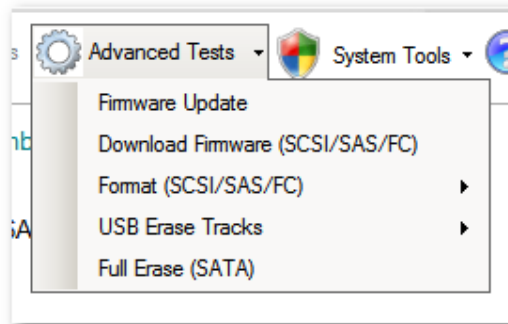 Advanced Tests
System Tools
Firmware Update
Download Firmware (SCSI/SAS/FC)
Format (SCSI/SAS/FC)
USB Erase Tracks
Full Erase (SATA)